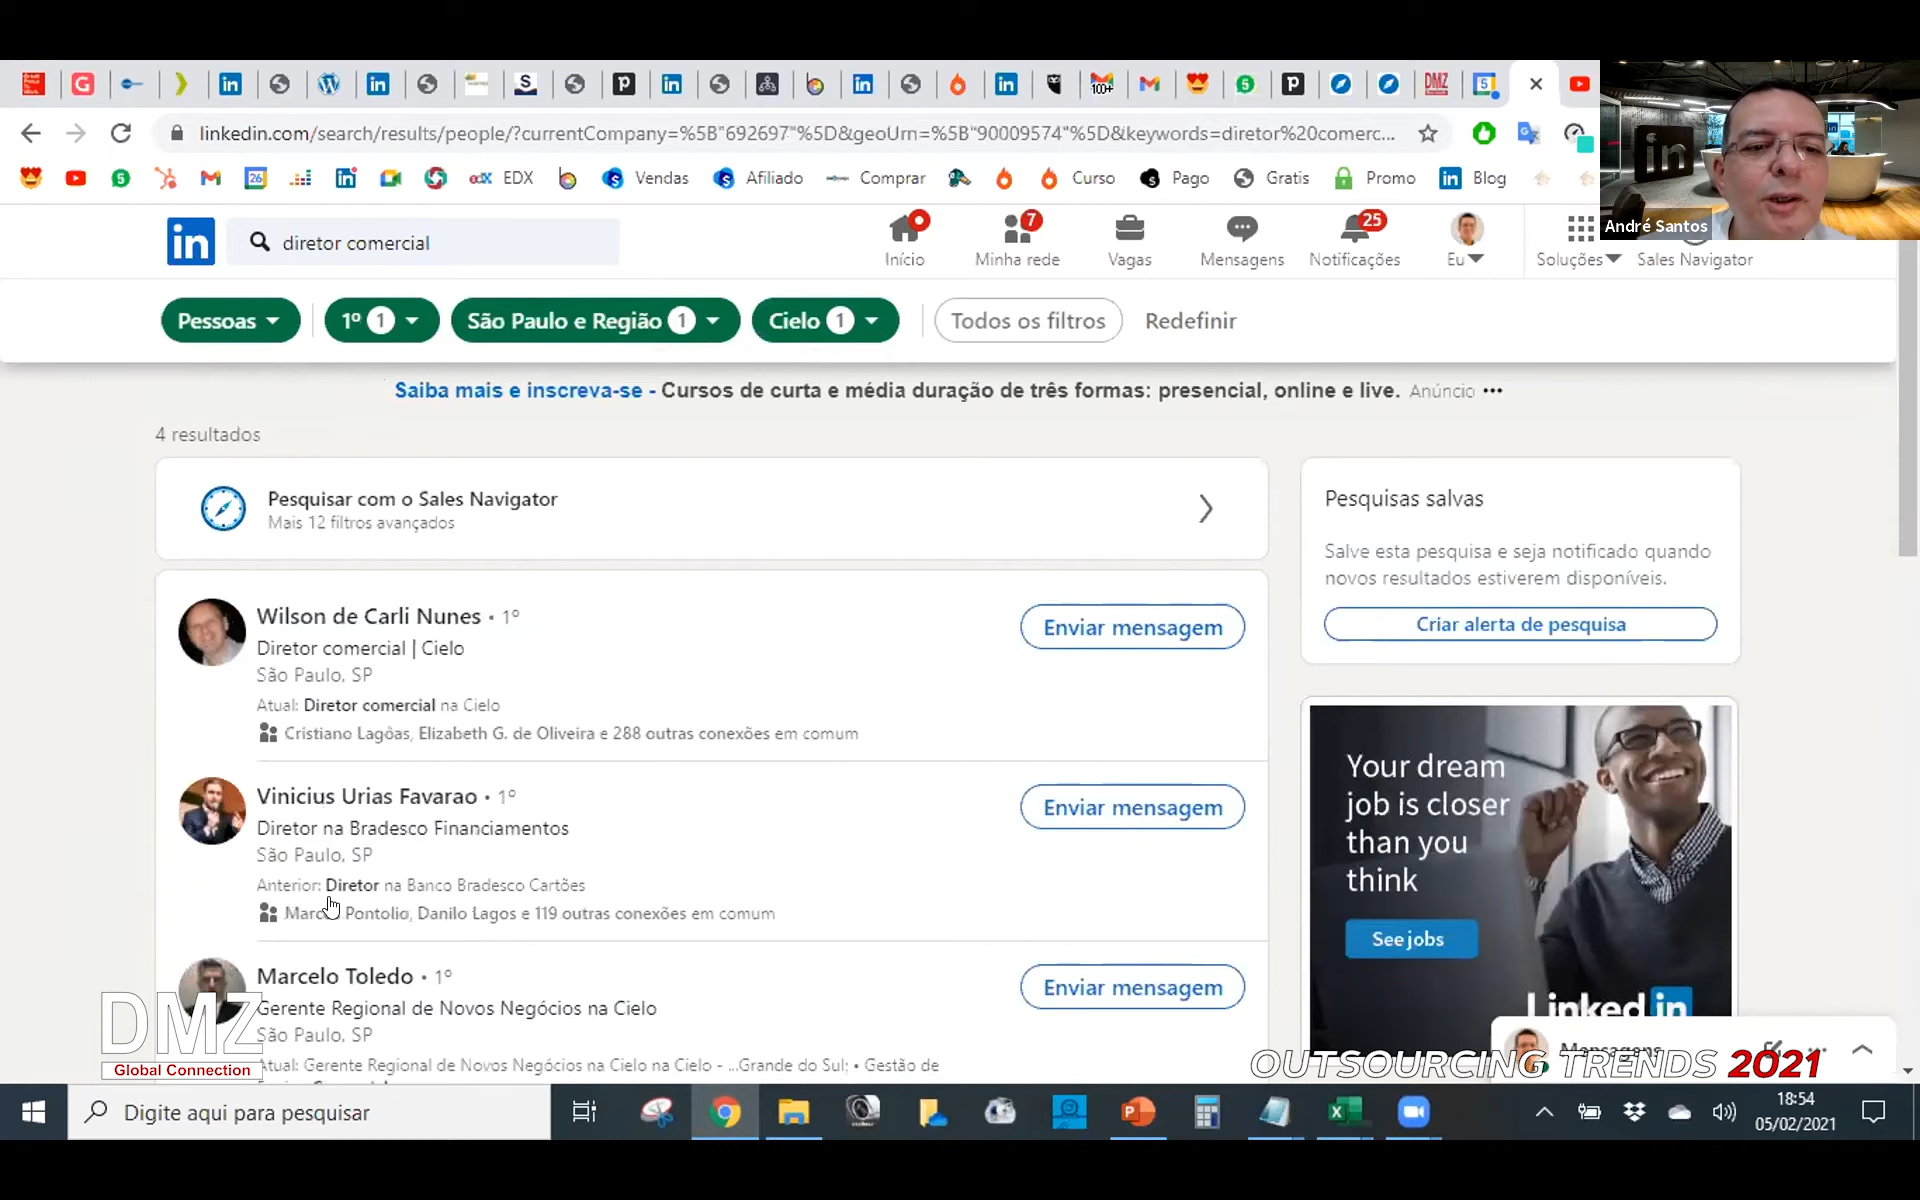 100+
5
linkedin.com/search/results/people/?currentCompany=%5B"692697"%5D&geoUrn=%5B"90009574"%5D&keywords=diretor%20comerc...
26
EDX
Vendas
Afiliado
Comprar
Curso
Pago
Gratis
Promo
Blog
André Santos
diretor comercial
Início
7
Minha rede
Vagas
Mensagens
25
Notificações
Eu
Soluções
Sales Navigator
Pessoas
1º 1
São Paulo e Região 1
Cielo 1
Todos os filtros
Redefinir
Saiba mais e inscreva-se - Cursos de curta e média duração de três formas: presencial, online e live. Anúncio
4 resultados
Pesquisar com o Sales Navigator
Mais 12 filtros avançados
Wilson de Carli Nunes • 1º
Diretor comercial | Cielo
São Paulo, SP
Atual: Diretor comercial na Cielo
Cristiano Lagôas, Elizabeth G. de Oliveira e 288 outras conexões em comum
Enviar mensagem
Vinicius Urias Favarao • 1º
Diretor na Bradesco Financiamentos
São Paulo, SP
Anterior: Diretor na Banco Bradesco Cartões
Pontolio, Danilo Lagos e 119 outras conexões em comum
Enviar mensagem
Marcelo Toledo • 1º
Gerente Regional de Novos Negócios na Cielo
São Paulo, SP
Atual: Gerente Regional de Novos Negócios na Cielo na Cielo - ...Grande do Sul; • Gestão de
Enviar mensagem
Pesquisas salvas
Salve esta pesquisa e seja notificado quando
novos resultados estiverem disponíveis.
Criar alerta de pesquisa
Your dream
job is closer
than you
think
See jobs
Linkedin
Mensagens
DMZ
Global Connection
OUTSOURCING TRENDS 2021
Digite aqui para pesquisar
18:54
05/02/2021